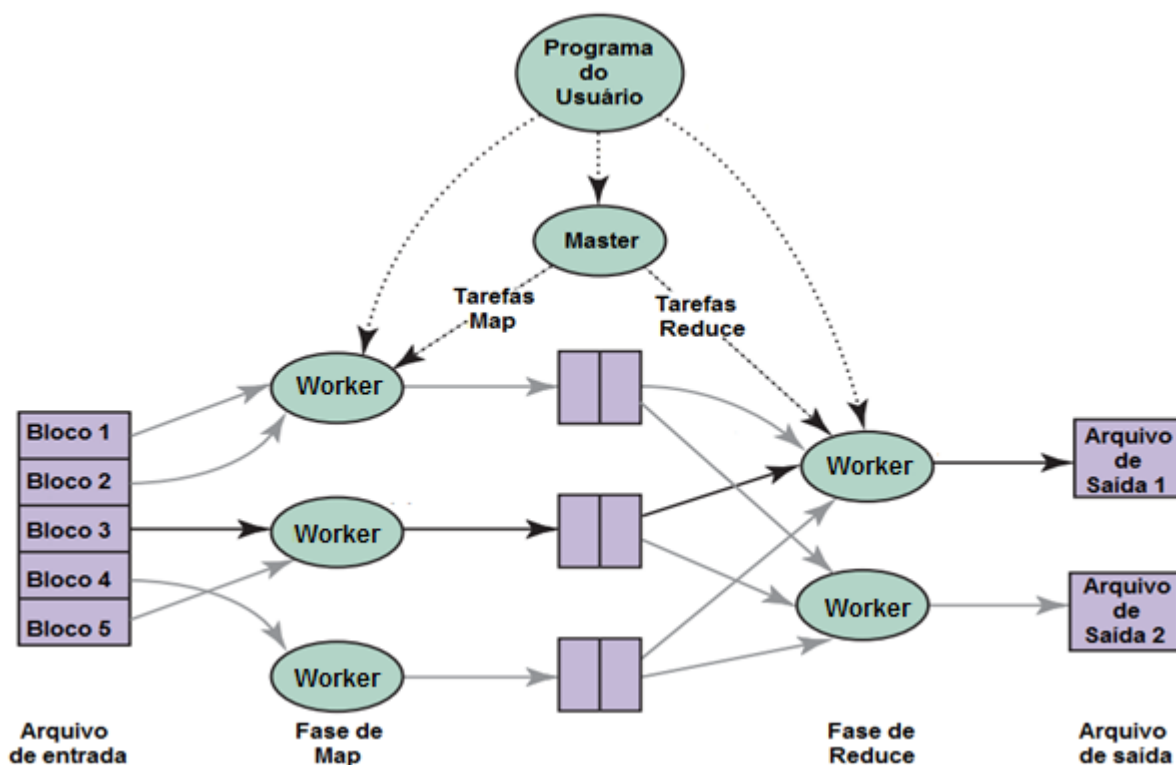 Programa
do
Usuário
Master
Tarefas
Map
Tarefas
Reduce
Worker
Bloco 1
Bloco 2
Bloco 3
Bloco 4
Bloco 5
Worker
Worker
Worker
Worker
Arquivo
de
Saída 1
Arquivo
de
Saída 2
Arquivo
de entrada
Fase de
Map
Fase de
Reduce
Arquivo
de saída